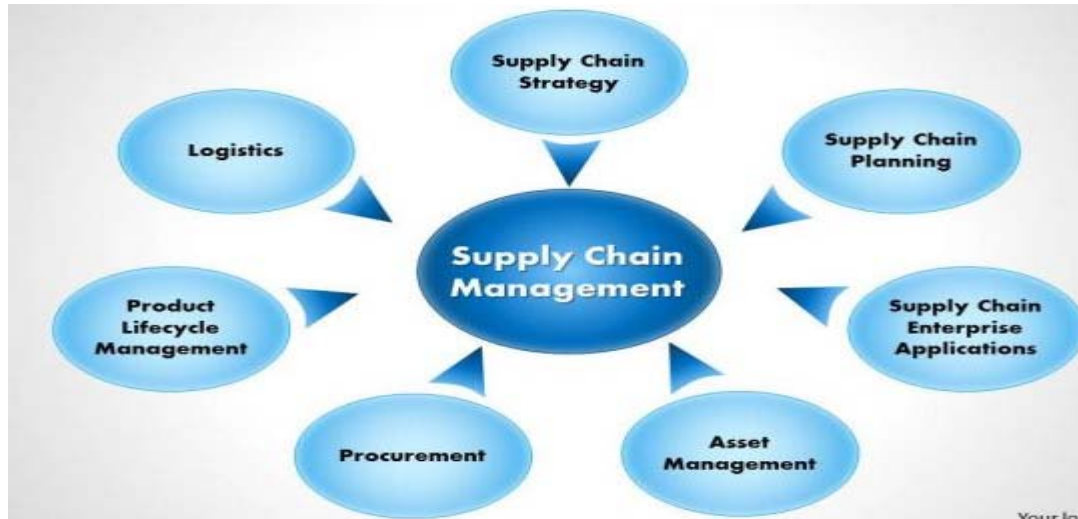 Supply Chain
Strategy
Logistics
Supply Chain
Planning
Supply Chain
Management
Product
Lifecycle
Management
Supply Chain
Enterprise
Applications
Procurement
Asset
Management
Your